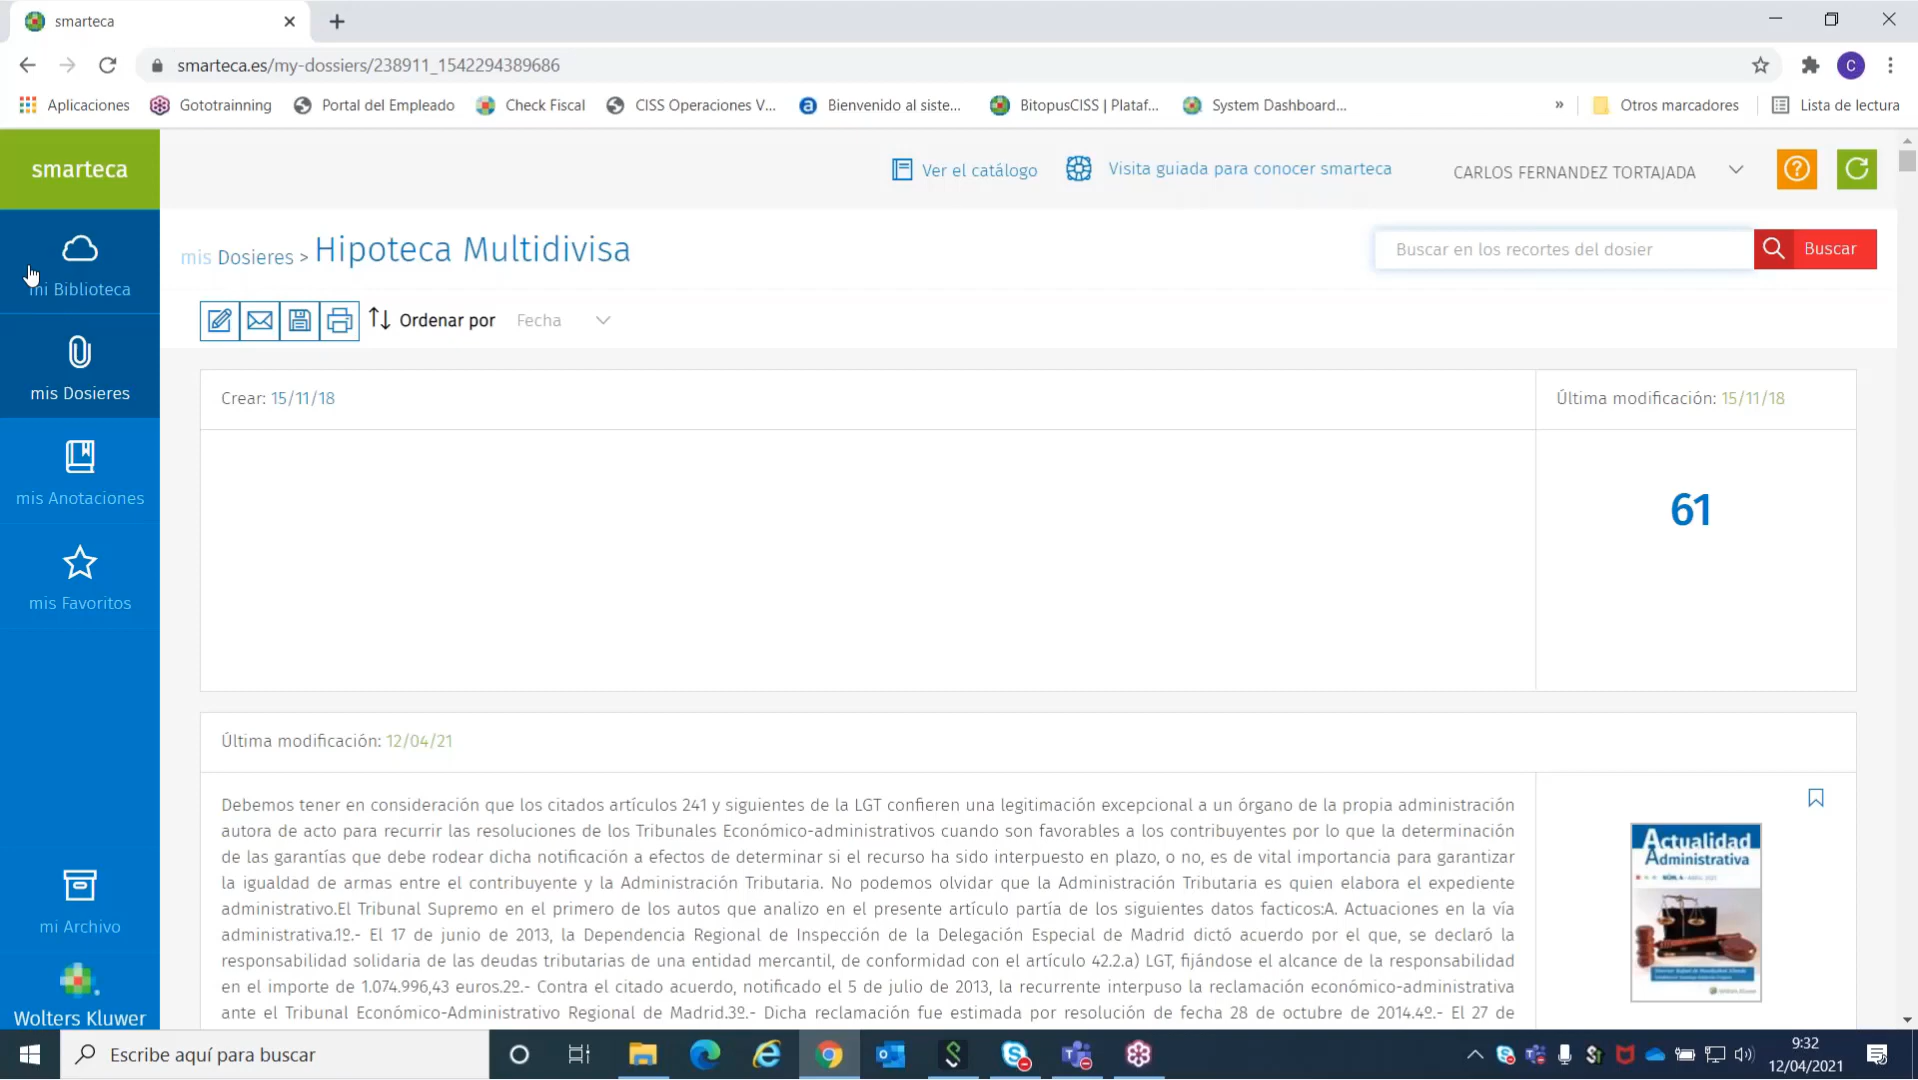 smarteca
smarteca.es/my-dossiers/238911_1542294389686
C
Aplicaciones
Gototrainning
Portal del Empleado
Check Fiscal
CISS Operaciones V...
Bienvenido al siste...
BitopusCISS | Plataf...
System Dashboard...
»
Otros marcadores
Lista de lectura
smarteca
Ver el catálogo
Visita guiada para conocer smarteca
CARLOS FERNANDEZ TORTAJADA
mi Biblioteca
mis Dosieres
mis Anotaciones
mis Favoritos
mi Archivo
Wolters Kluwer
mis Dosieres > Hipoteca Multidivisa
Buscar en los recortes del dosier
Buscar
Ordenar por Fecha
Crear: 15/11/18
Última modificación: 15/11/18
61
Última modificación: 12/04/21
Debemos tener en consideración que los citados artículos 241 y siguientes de la LGT confieren una legitimación excepcional a un órgano de la propia administración
autora de acto para recurrir las resoluciones de los Tribunales Económico-administrativos cuando son favorables a los contribuyentes por lo que la determinación
de las garantías que debe rodear dicha notificación a efectos de determinar si el recurso ha sido interpuesto en plazo, o no, es de vital importancia para garantizar
la igualdad de armas entre el contribuyente y la Administración Tributaria. No podemos olvidar que la Administración Tributaria es quien elabora el expediente
administrativo.El Tribunal Supremo en el primero de los autos que analizo en el presente artículo partía de los siguientes datos facticos:A. Actuaciones en la vía
administrativa.1º.- El 17 de junio de 2013, la Dependencia Regional de Inspección de la Delegación Especial de Madrid dictó acuerdo por el que, se declaró la
responsabilidad solidaria de las deudas tributarias de una entidad mercantil, de conformidad con el artículo 42.2.a) LGT, fijándose el alcance de la responsabilidad
en el importe de 1.074.996,43 euros.2º.- Contra el citado acuerdo, notificado el 5 de julio de 2013, la recurrente interpuso la reclamación económico-administrativa
ante el Tribunal Económico-Administrativo Regional de Madrid.3º.- Dicha reclamación fue estimada por resolución de fecha 28 de octubre de 2014.4º.- El 27 de
Actualidad
Administrativa
Escribe aquí para buscar
9:32
12/04/2021